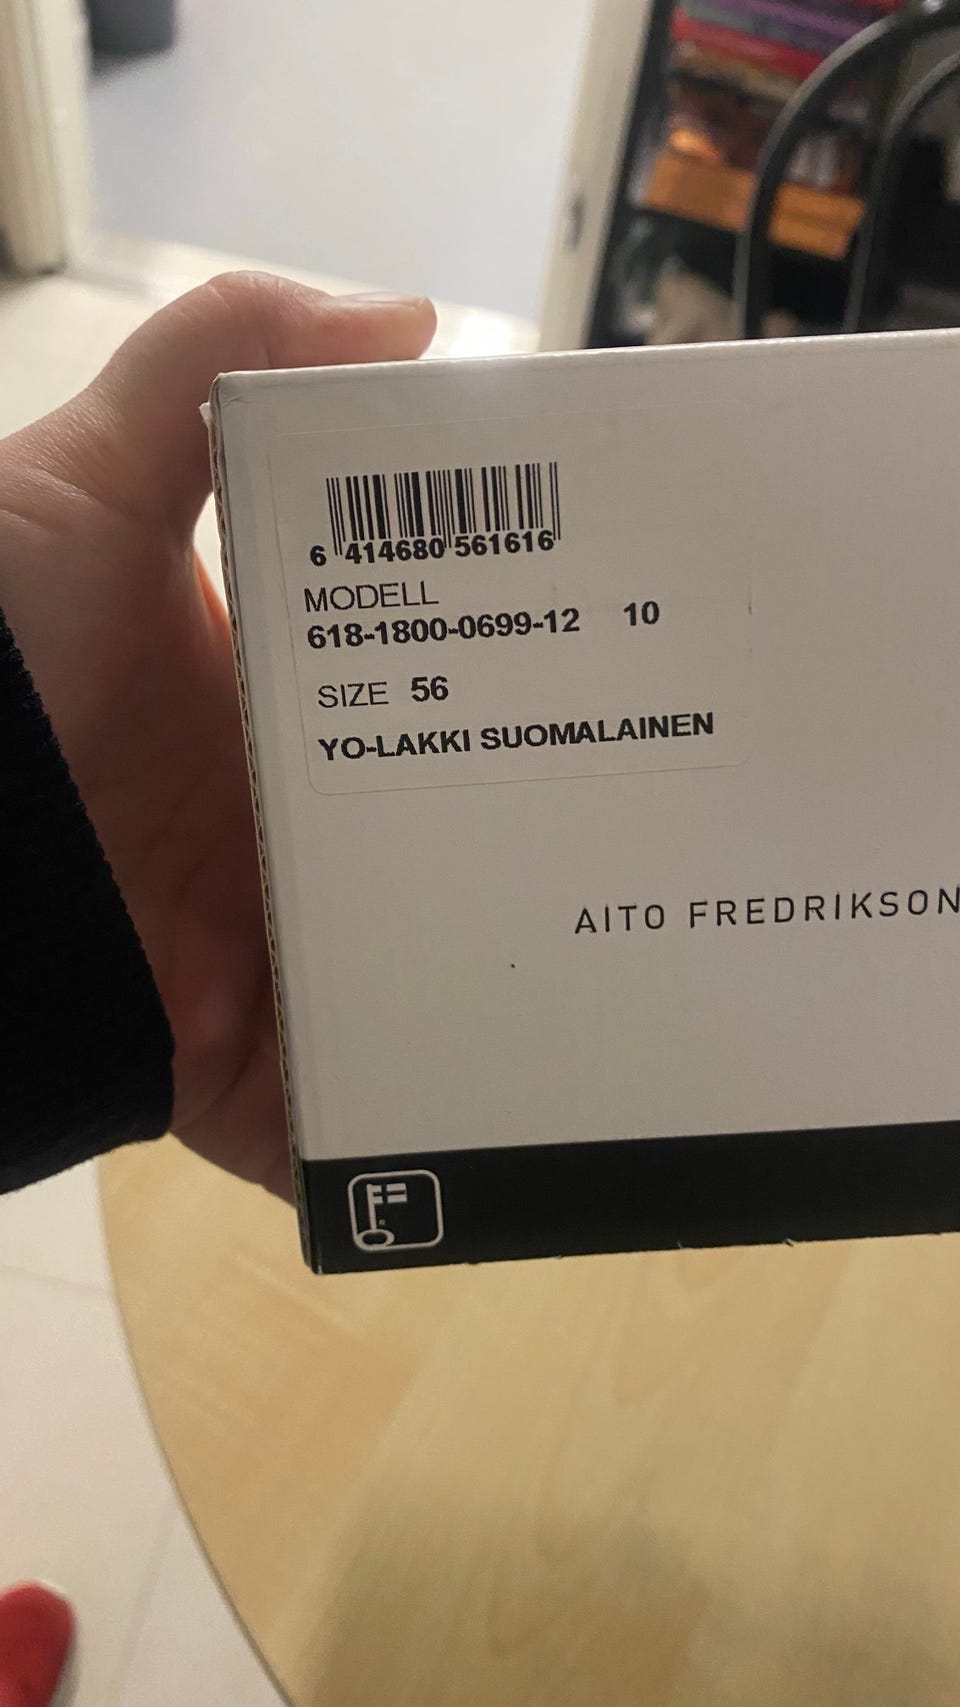 6 414680 561616
MODELL
618-1800-0699-12 10
SIZE 56
YO-LAKKI SUOMALAINEN
AITO FREDRIKSON